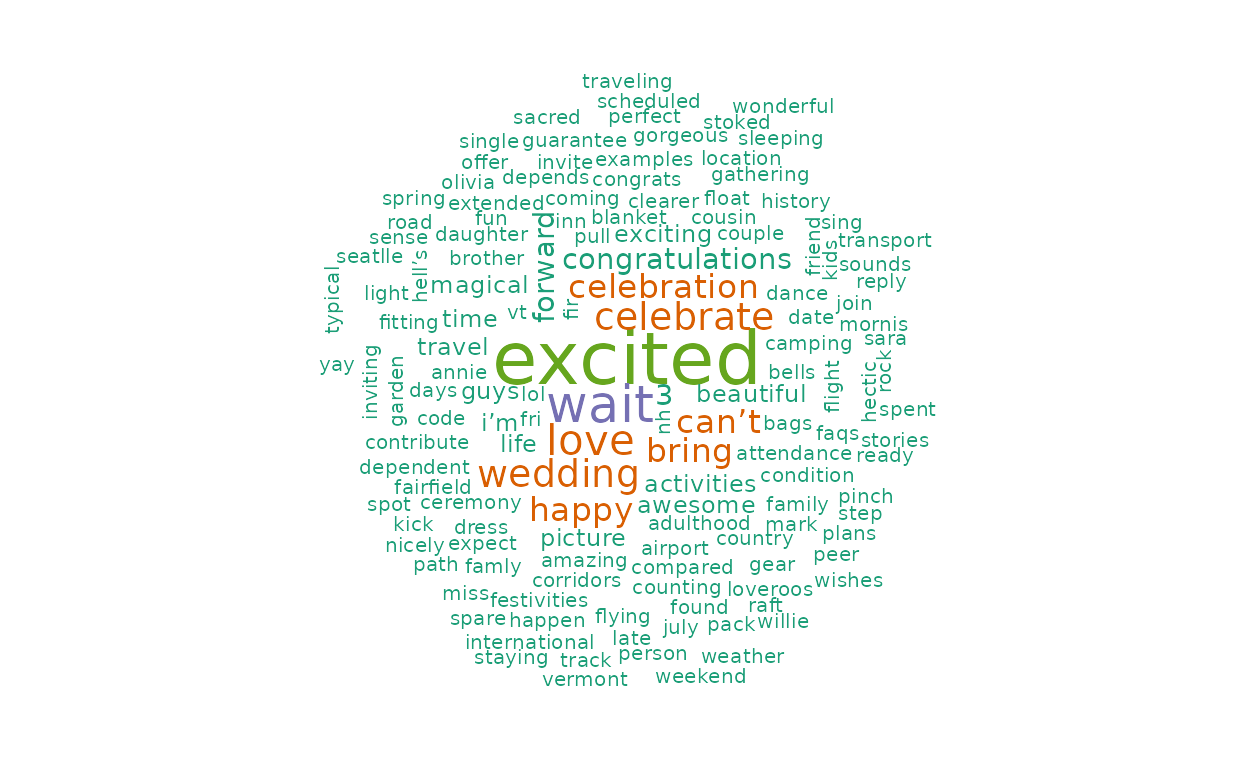 traveling
scheduled
wonderful
sacred
perfect
stoked
single
guarantee
gorgeous
sleeping
offer
invite
examples
location
olivia
depends
congrats
gathering
spring
extended
coming
clearer
float
history
road
fun
forward
inn
blanket
cousin
friend
sing
sense
daughter
pull
exciting
couple
kids
transport
seatlle
hell's
brother
congratulations
sounds
typical
light
magical
celebration
dance
reply
fitting
time
vt
fir
celebrate
date
join
mornis
travel
excited
camping
sara
yay
inviting
garden
annie
bells
flight
hectic
rock
days
guys
lol
wait
3
beautiful
spent
code
i'm
fri
nh
can't
bags
faqs
contribute
life
love
bring
attendance
stories
ready
dependent
wedding
activities
condition
fairfield
spot
ceremony
happy
awesome
family
pinch
step
kick
dress
adulthood
mark
nicely
expect
picture
airport
country
plans
path
famly
amazing
compared
gear
peer
corridors
counting
loveroos
wishes
miss
festivities
found
raft
spare
happen
flying
july
pack
willie
international
late
staying
track
person
weather
vermont
weekend